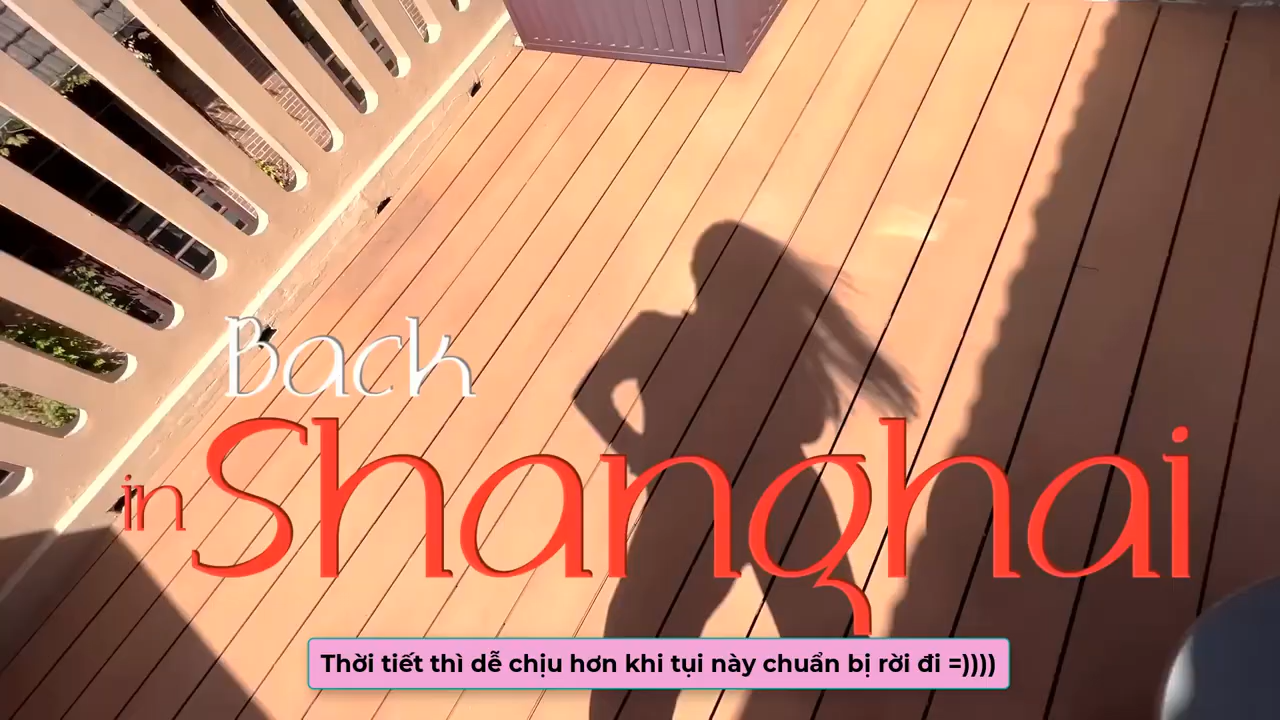 Back
in Shanghai
Thời tiết thì dễ chịu hơn khi tụi này chuẩn bị rời đi =))))